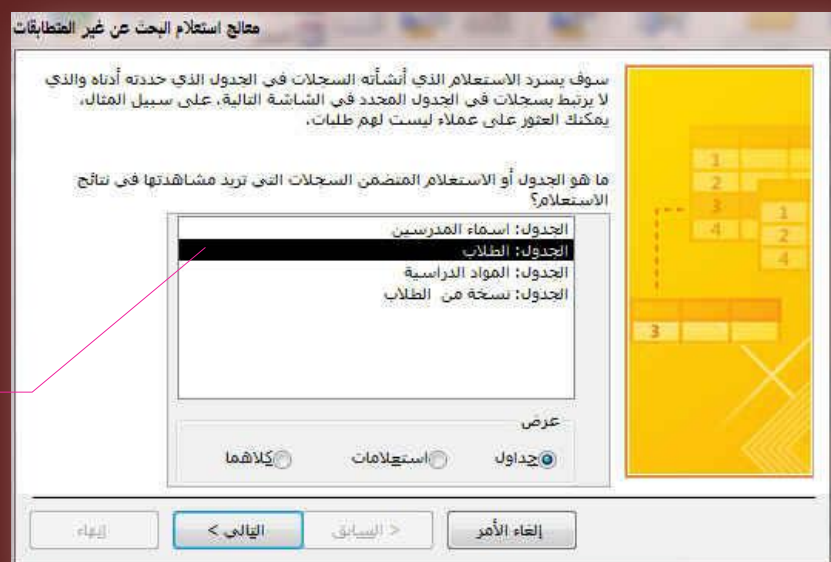 معالج استعلام البحث عن غير المتطابقات
سوف يسرد الاستعلام الذي أنشأته السجلات في الجدول الذي حددته أدناه والذي
لا يرتبط بسجلات في الجدول المحدد في الشاشة التالية، على سبيل المثال،
يمكنك العثور على عملاء ليست لهم طلبات.
ما هو الجدول أو الاستعلام المتضمن السجلات التي تريد مشاهدتها في نتائج
الاستعلام؟
الجدول: اسماء المدرسين
الجدول: الطلاب
الجدول: المواد الدراسية
الجدول: نسخة من الطلاب
عرض
جداول
استعلامات
كلاهما
إلغاء الأمر
< السابق
التالي >
إنهاء
1
2
3
4
1
2
4
3